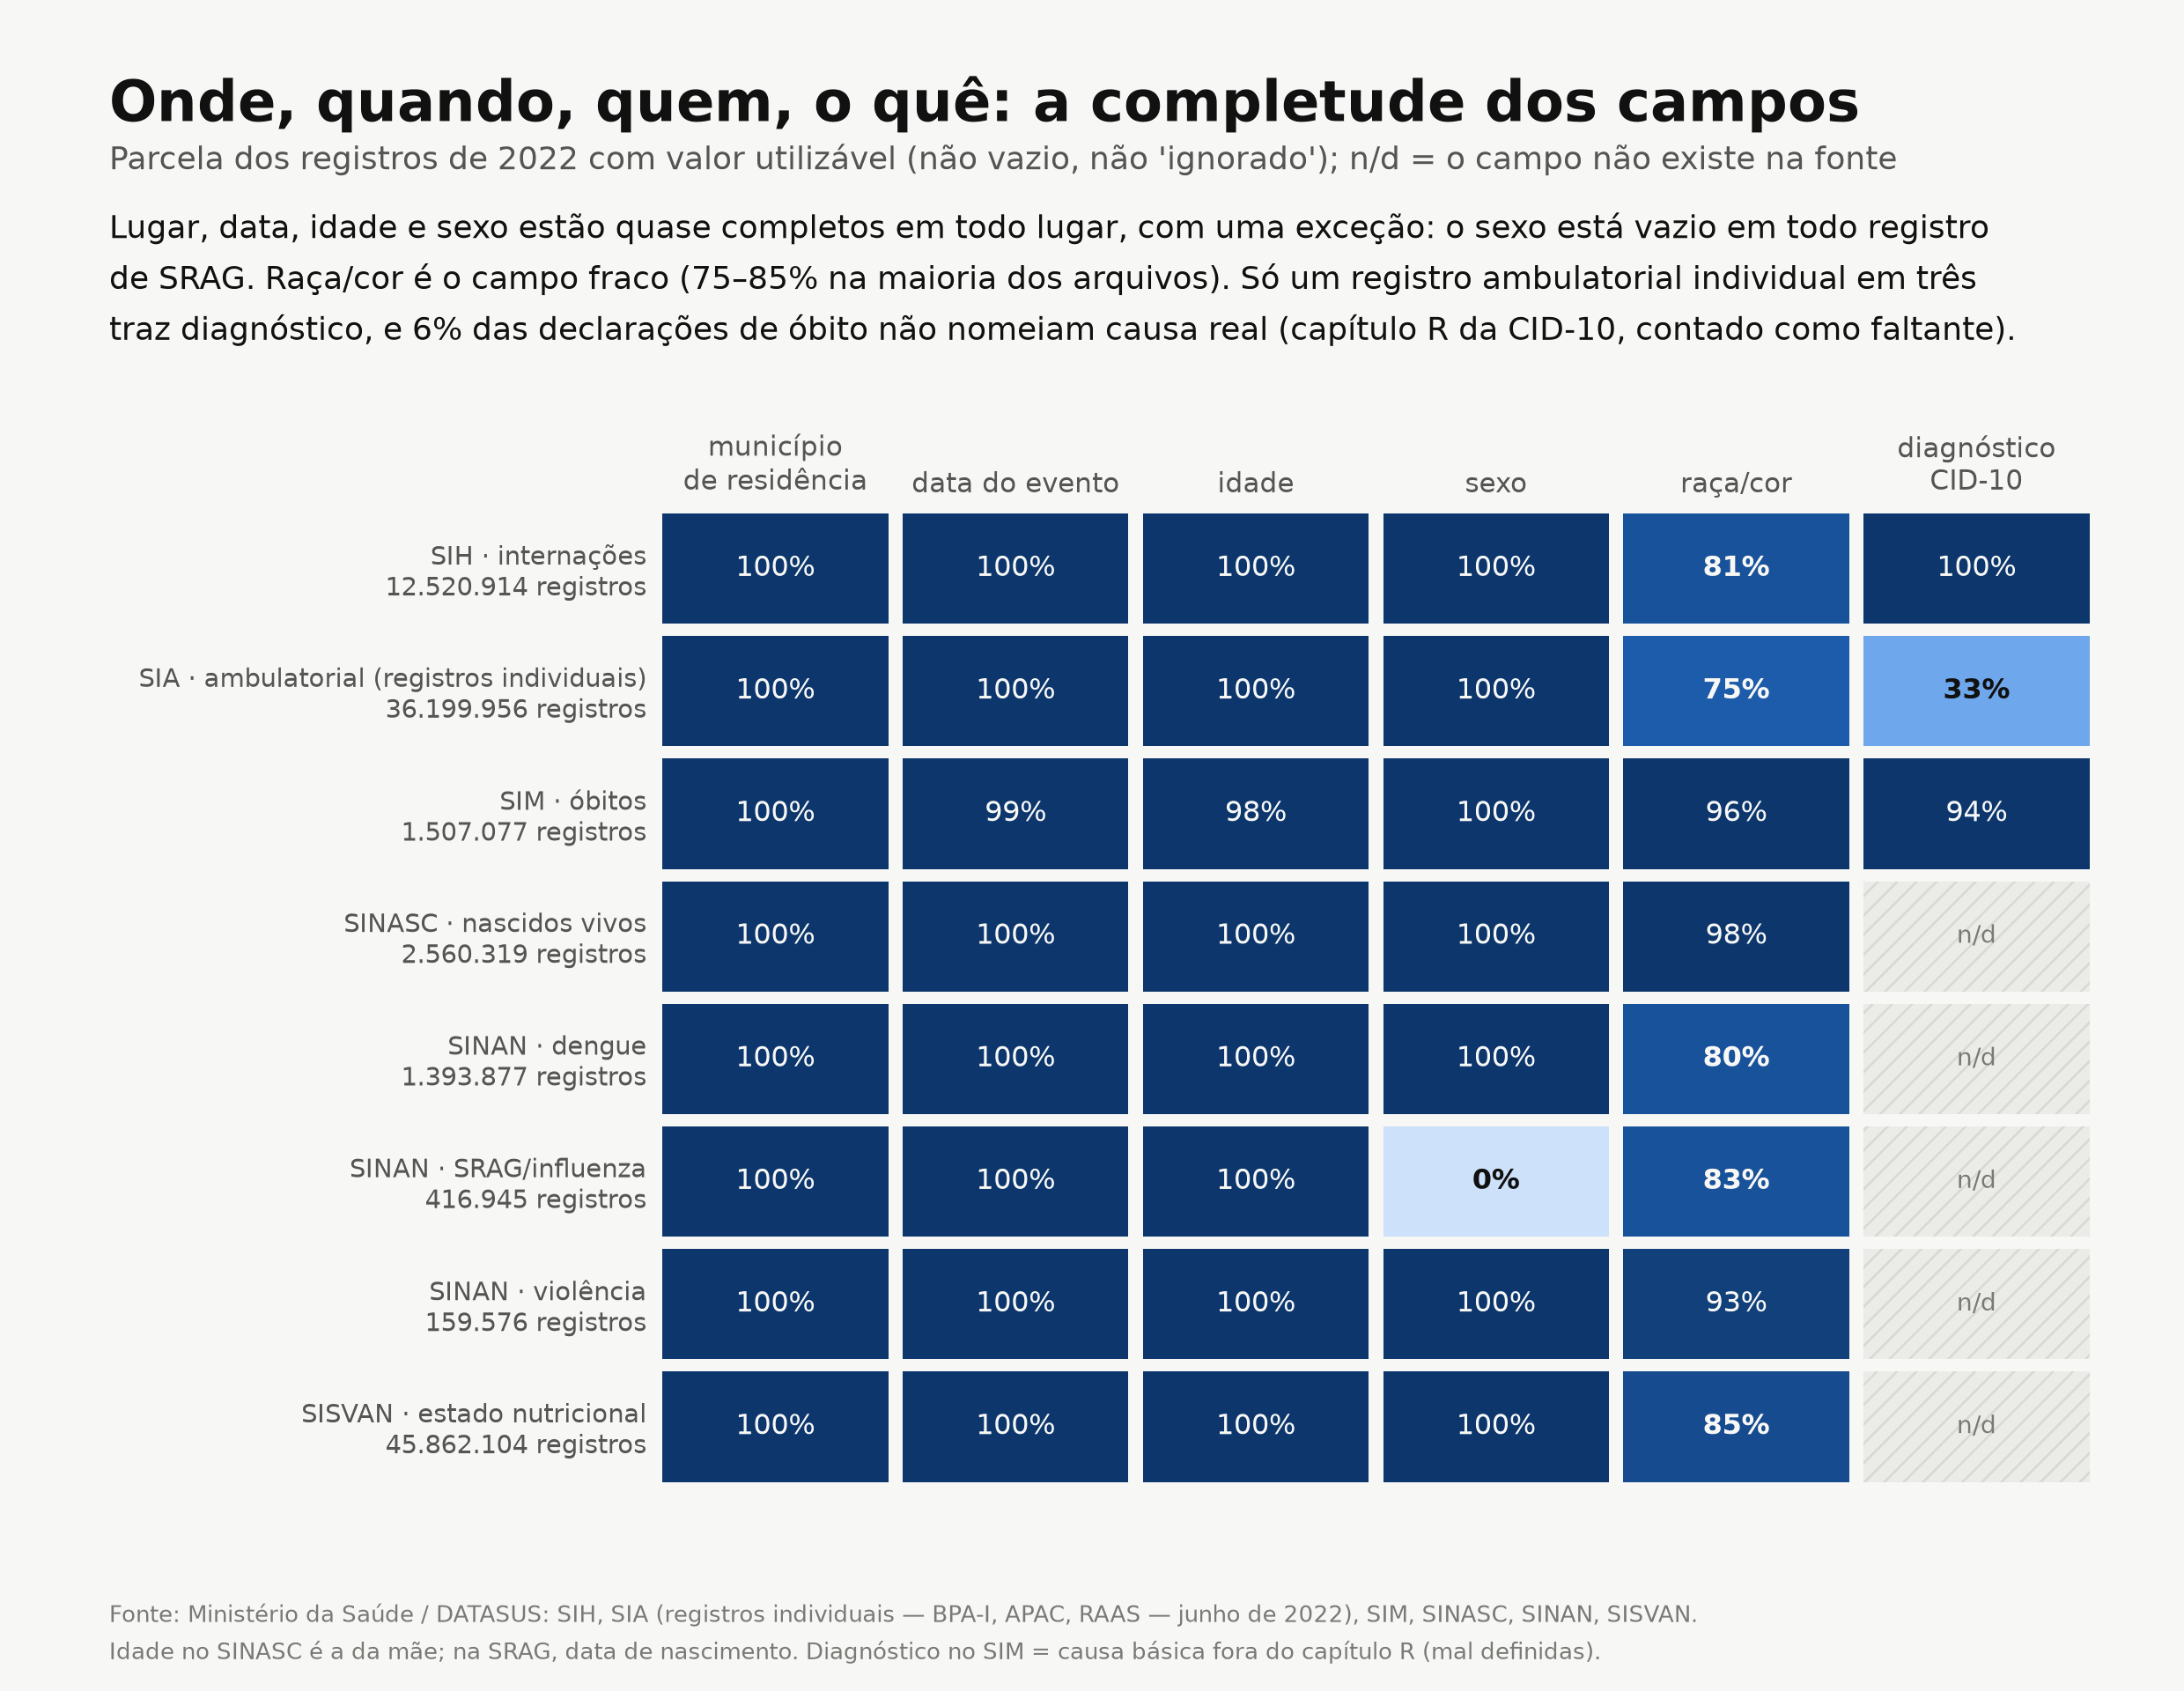 Onde, quando, quem, o quê: a completude dos campos
Parcela dos registros de 2022 com valor utilizável (não vazio, não 'ignorado'); n/d = o campo não existe na fonte
Lugar, data, idade e sexo estão quase completos em todo lugar, com uma exceção: o sexo está vazio em todo registro
de SRAG. Raça/cor é o campo fraco (75–85% na maioria dos arquivos). Só um registro ambulatorial individual em três
traz diagnóstico, e 6% das declarações de óbito não nomeiam causa real (capítulo R da CID-10, contado como faltante).
município
de residência
data do evento
idade
sexo
raça/cor
diagnóstico
CID-10
SIH · internações
12.520.914 registros
100% 100% 100% 100% 81% 100%
SIA · ambulatorial (registros individuais)
36.199.956 registros
100% 100% 100% 100% 75% 33%
SIM · óbitos
1.507.077 registros
100% 99% 98% 100% 96% 94%
SINASC · nascidos vivos
2.560.319 registros
100% 100% 100% 100% 98% n/d
SINAN · dengue
1.393.877 registros
100% 100% 100% 100% 80% n/d
SINAN · SRAG/influenza
416.945 registros
100% 100% 100% 0% 83% n/d
SINAN · violência
159.576 registros
100% 100% 100% 100% 93% n/d
SISVAN · estado nutricional
45.862.104 registros
100% 100% 100% 100% 85% n/d
Fonte: Ministério da Saúde / DATASUS: SIH, SIA (registros individuais — BPA-I, APAC, RAAS — junho de 2022), SIM, SINASC, SINAN, SISVAN.
Idade no SINASC é a da mãe; na SRAG, data de nascimento. Diagnóstico no SIM = causa básica fora do capítulo R (mal definidas).